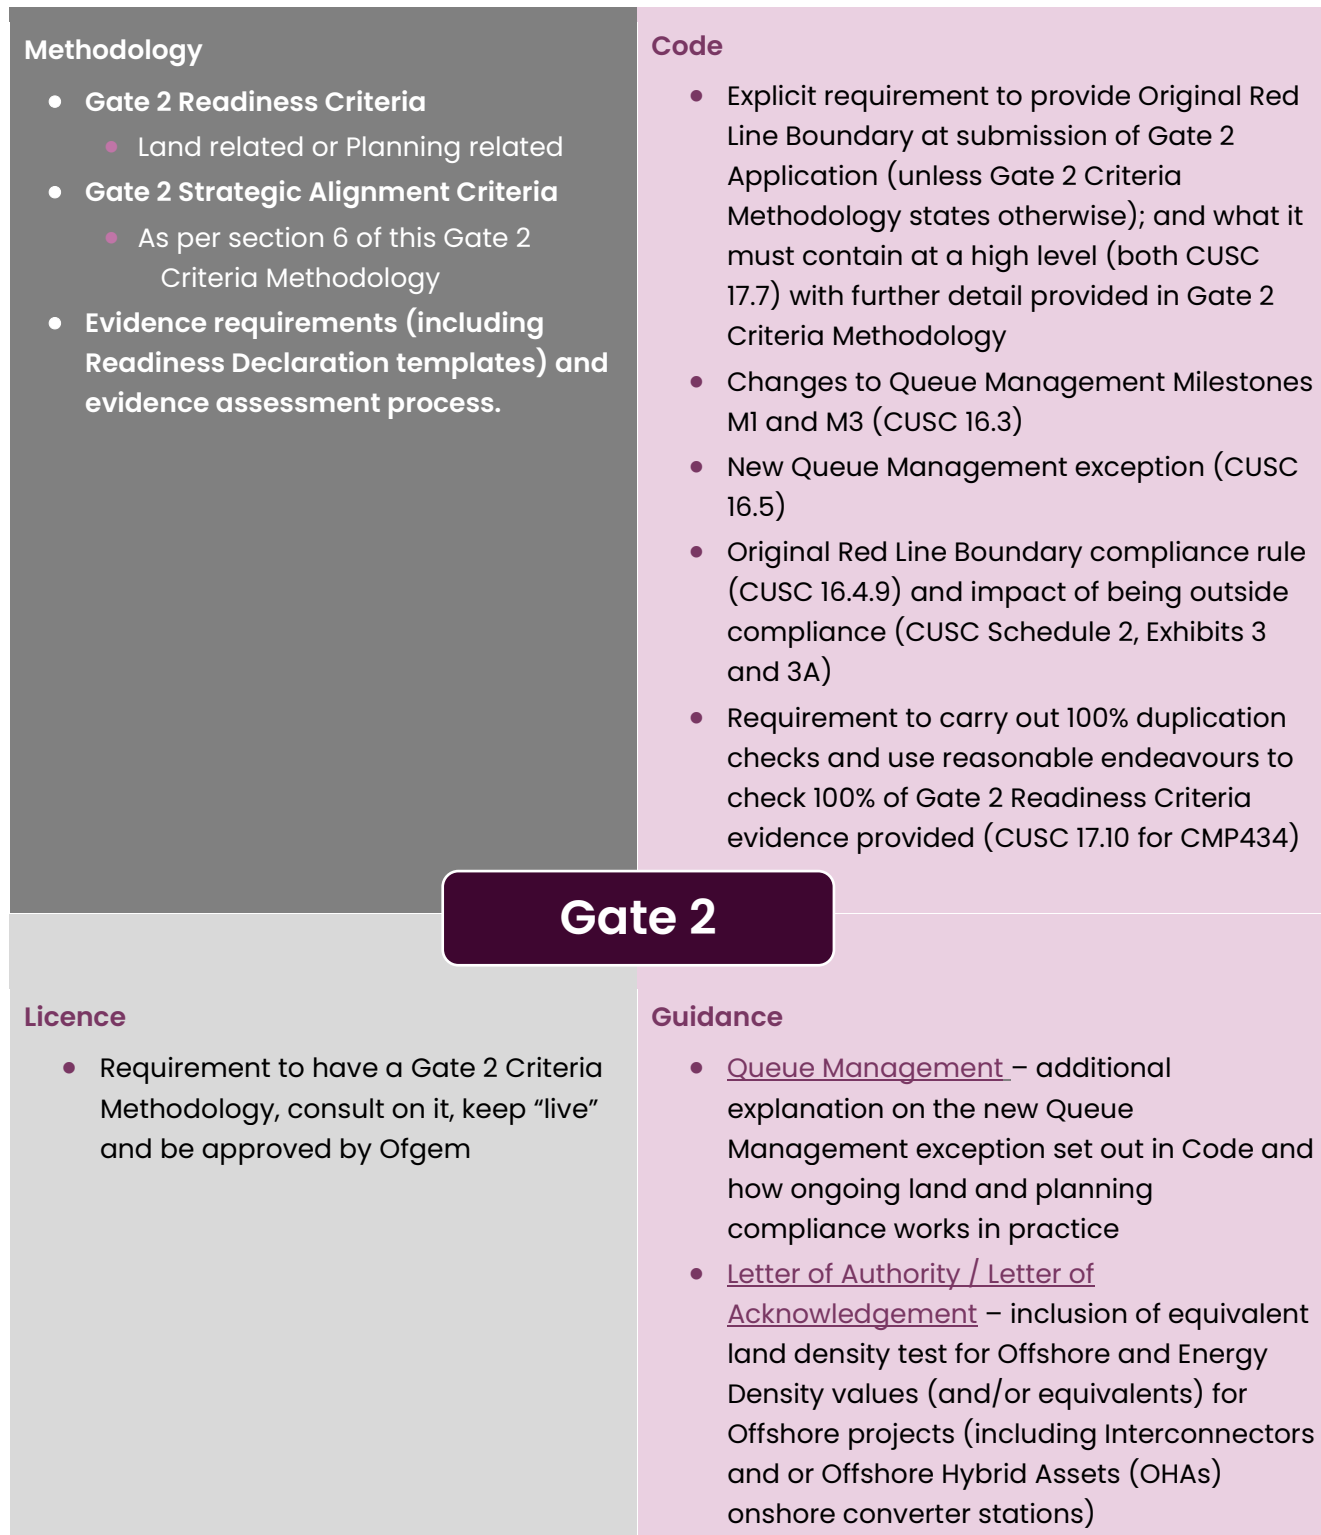 Methodology
Gate 2 Readiness Criteria
Land related or Planning related
Gate 2 Strategic Alignment Criteria
As per section 6 of this Gate 2
Criteria Methodology
Evidence requirements (including
Readiness Declaration templates) and
evidence assessment process.
Code
Explicit requirement to provide Original Red
Line Boundary at submission of Gate 2
Application (unless Gate 2 Criteria
Methodology states otherwise); and what it
must contain at a high level (both CUSC
17.7) with further detail provided in Gate 2
Criteria Methodology
Changes to Queue Management Milestones
M1 and M3 (CUSC 16.3)
New Queue Management exception (CUSC
16.5)
Original Red Line Boundary compliance rule
(CUSC 16.4.9) and impact of being outside
compliance (CUSC Schedule 2, Exhibits 3
and 3A)
Requirement to carry out 100% duplication
checks and use reasonable endeavours to
check 100% of Gate 2 Readiness Criteria
evidence provided (CUSC 17.10 for CMP434)
Gate 2
Licence
Requirement to have a Gate 2 Criteria
Methodology, consult on it, keep “live”
and be approved by Ofgem
Guidance
Queue Management – additional
explanation on the new Queue
Management exception set out in Code and
how ongoing land and planning
compliance works in practice
Letter of Authority / Letter of
Acknowledgement – inclusion of equivalent
land density test for Offshore and Energy
Density values (and/or equivalents) for
Offshore projects (including Interconnectors
and or Offshore Hybrid Assets (OHAs)
onshore converter stations)